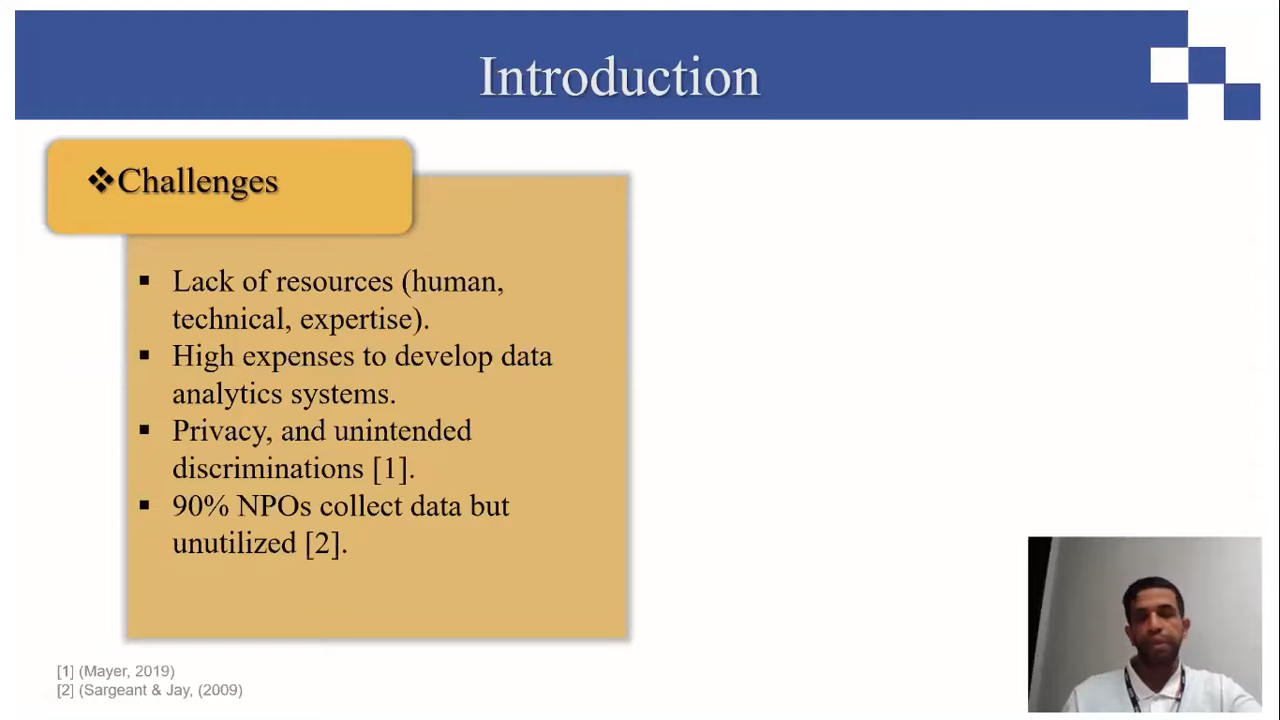 Introduction
❖Challenges
▪ Lack of resources (human,
technical, expertise).
▪ High expenses to develop data
analytics systems.
▪ Privacy, and unintended
discriminations [1].
▪ 90% NPOs collect data but
unutilized [2].
[1] (Mayer, 2019)
[2] (Sargeant & Jay, (2009)